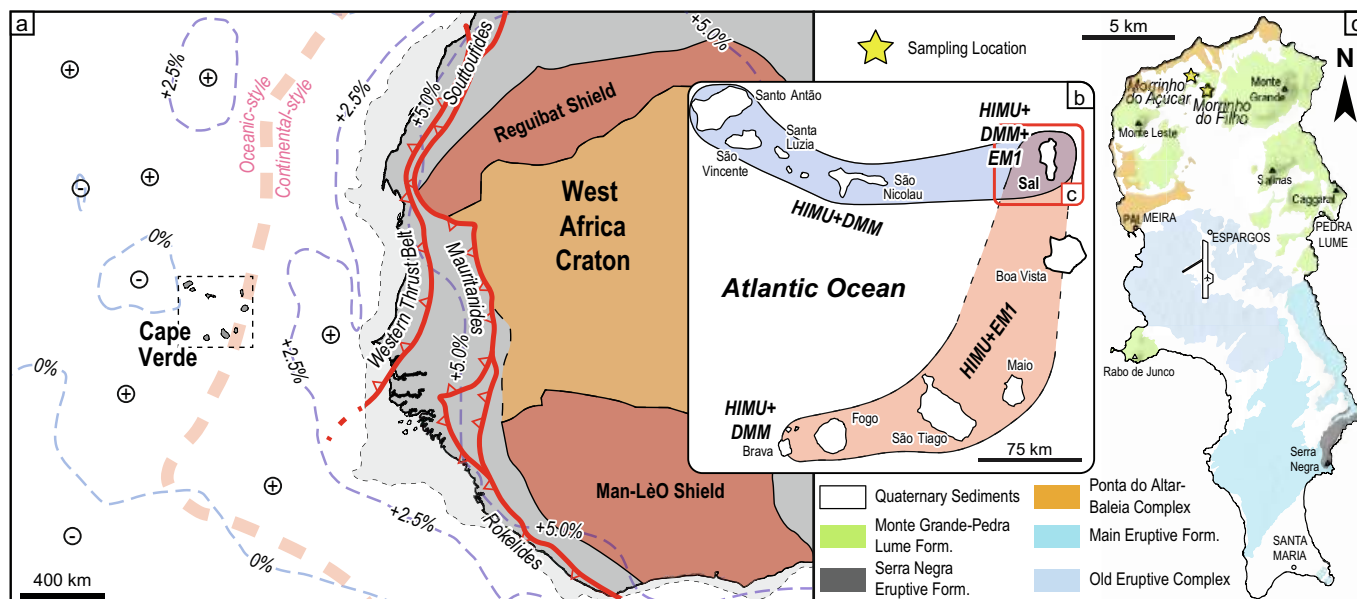 a
+2.5%
Oceanic-style
Continental-style
+2.5%
+5.0%
Souttoufides
+5.0%
Reguibat Shield
West
Africa
Craton
0%
Cape
Verde
+2.5%
Western Thrust Belt
Mauritanides
+5.0%
0%
Man-LèO Shield
+2.5%
+5.0%
Rokelides
0%
400 km
Sampling Location
b
Santo Antão
Santa
Luzia
São
Vincente
São
Nicolau
HIMU+DMM
HIMU+
DMM+
EM1
Sal
c
Boa Vista
Atlantic Ocean
HIMU+EM1
Maio
HIMU+
DMM
Fogo
Brava
São Tiago
75 km
Quaternary Sediments
Monte Grande-Pedra
Lume Form.
Serra Negra
Eruptive Form.
Ponta do Altar-
Baleia Complex
Main Eruptive Form.
Old Eruptive Complex
5 km
N
Morrinho
do Açúcar
Morrinho
do Filho
Monte
Grande
Monte Leste
Salinas
Caggaral
PALMEIRA
PEDRA
LUME
ESPARGOS
Rabo de Junco
Serra
Negra
SANTA
MARIA